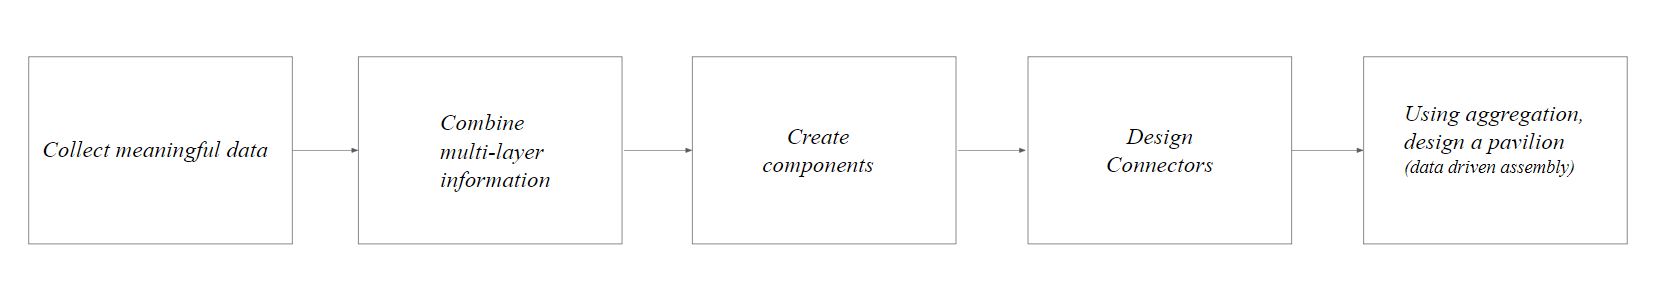 Collect meaningful data
Combine
multi-layer
information
Create
components
Design
Connectors
Using aggregation,
design a pavilion
(data driven assembly)